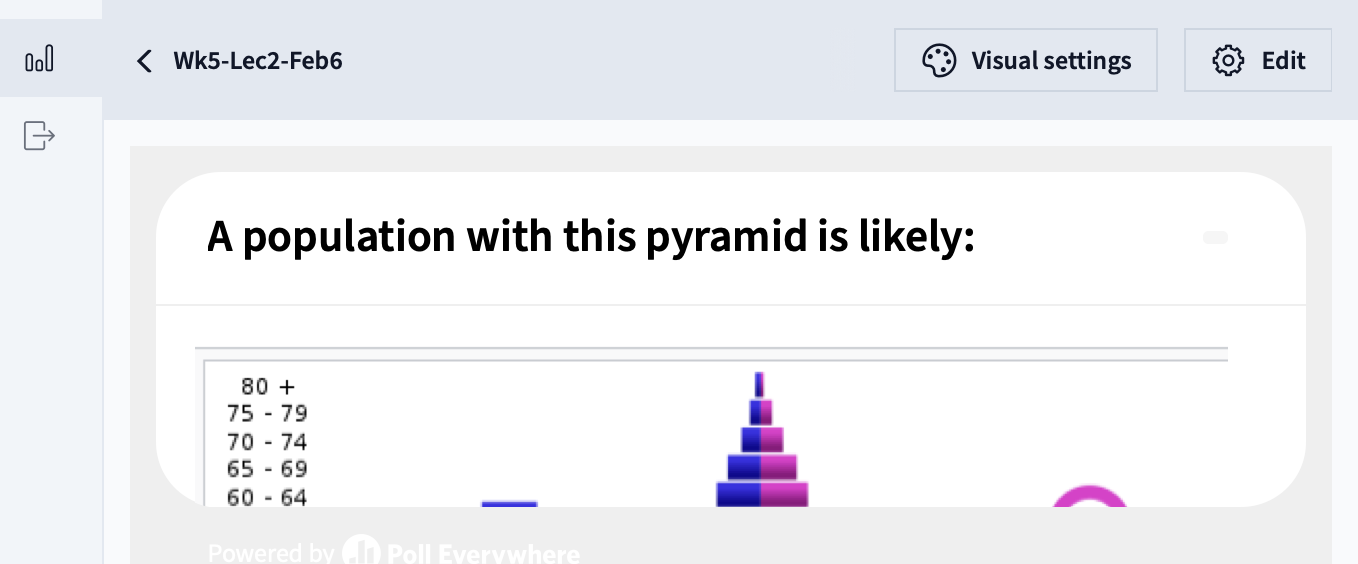 Wk5-Lec2-Feb6
Visual settings
Edit
A population with this pyramid is likely:
80 +
75 - 79
70 - 74
65 - 69
60 - 64
Powered by Poll Everywhere